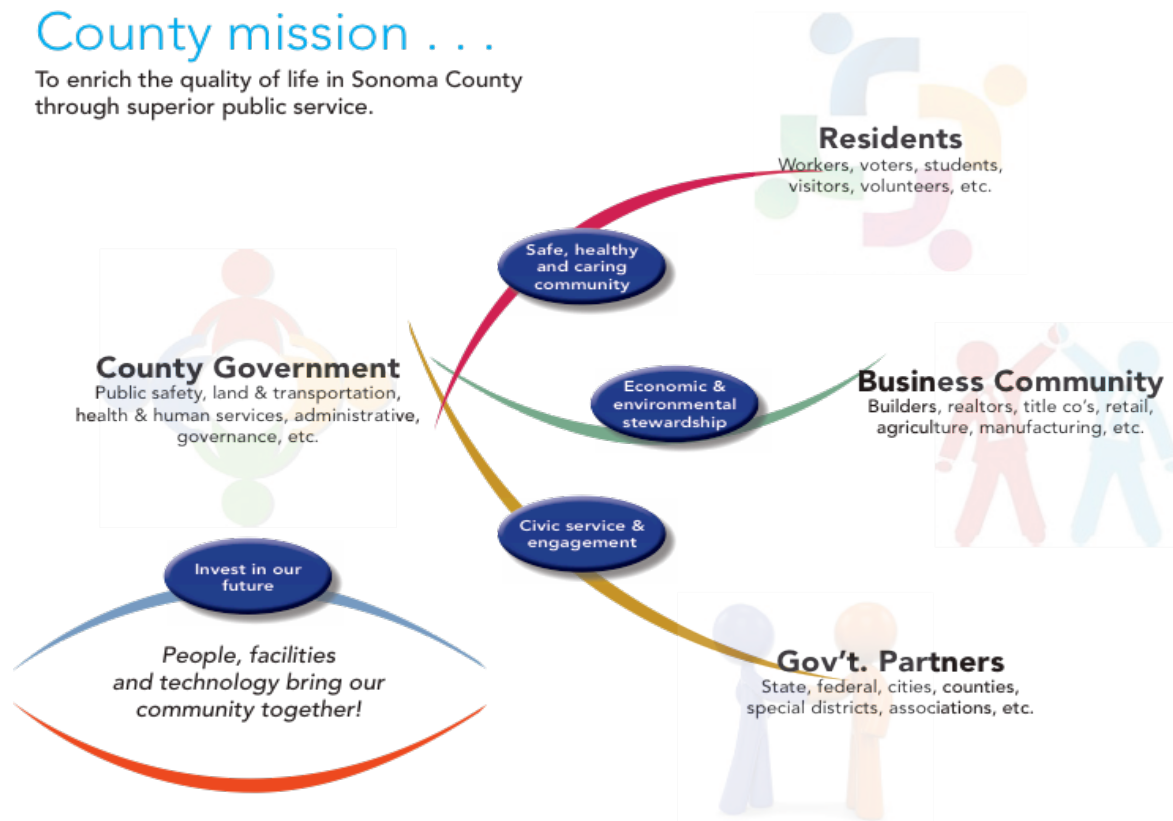 County mission . . .
To enrich the quality of life in Sonoma County
through superior public service.
Residents
Workers, voters, students,
visitors, volunteers, etc.
Safe, healthy
and caring
community
County Government
Public safety, land & transportation,
health & human services, administrative,
governance, etc.
Economic &
environmental
stewardship
Business Community
Builders, realtors, title co's, retail,
agriculture, manufacturing, etc.
Civic service &
engagement
Invest in our
future
People, facilities
and technology bring our
community together!
Gov't. Partners
State, federal, cities, counties,
special districts, associations, etc.